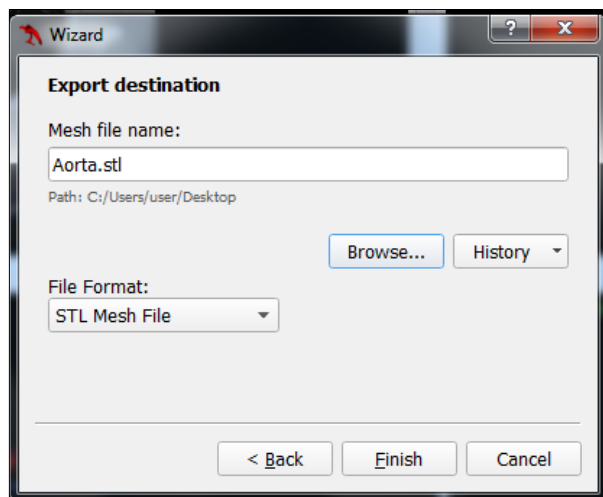 Wizard ?
Export destination
Mesh file name:
Aorta.stl
Path: C:/Users/user/Desktop
Browse... History
File Format:
STL Mesh File
< Back Finish Cancel